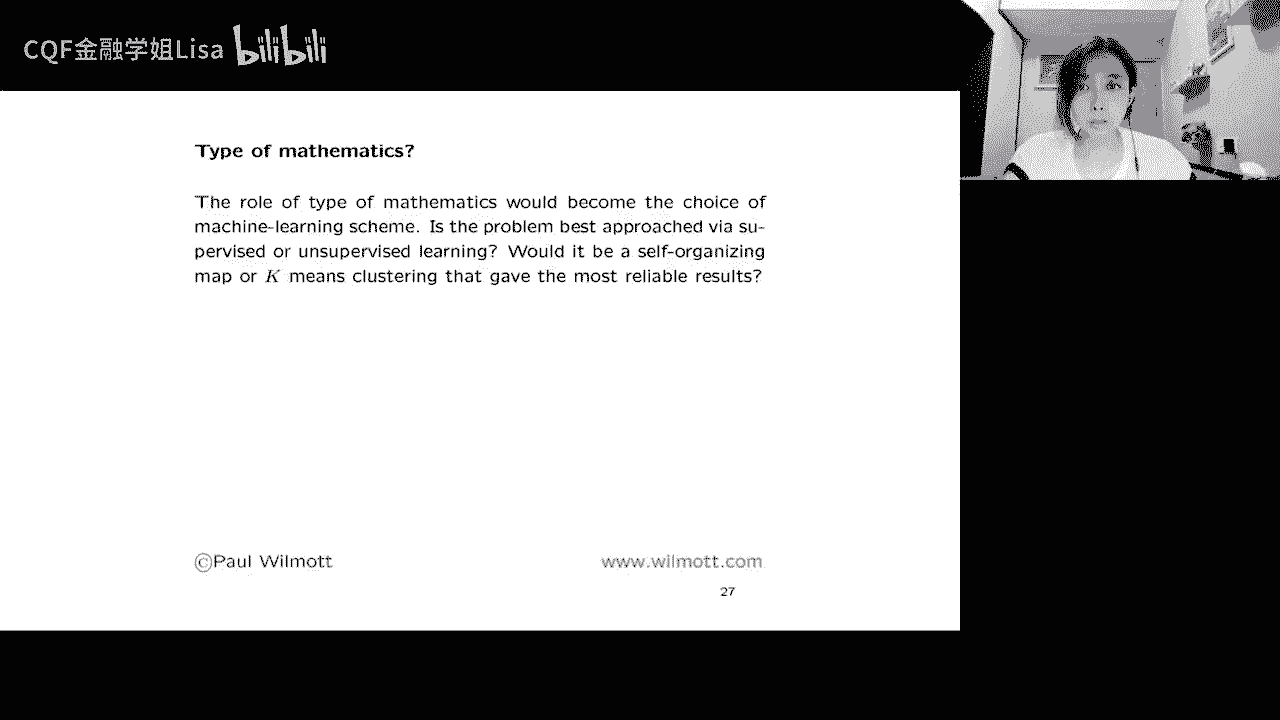 CQF金融学姐Lisa bilibili
Type of mathematics?
The role of type of mathematics would become the choice of
machine-learning scheme. Is the problem best approached via su-
pervised or unsupervised learning? Would it be a self-organizing
map or K means clustering that gave the most reliable results?
©Paul Wilmott www.wilmott.com
27